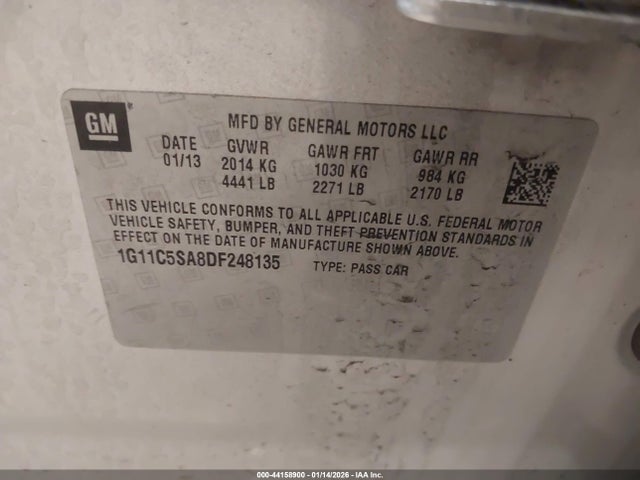 GM
MFD BY GENERAL MOTORS LLC
DATE GVWR GAWR FRT GAWR RR
01/13 2014 KG 1030 KG 984 KG
4441 LB 2271 LB 2170 LB
THIS VEHICLE CONFORMS TO ALL APPLICABLE U.S. FEDERAL MOTOR
VEHICLE SAFETY, BUMPER, AND THEFT PREVENTION STANDARDS IN
EFFECT ON THE DATE OF MANUFACTURE SHOWN ABOVE.
1G11C5SA8DF248135 TYPE: PASS CAR
000-44158900 - 01/14/2026 - IAA Inc.